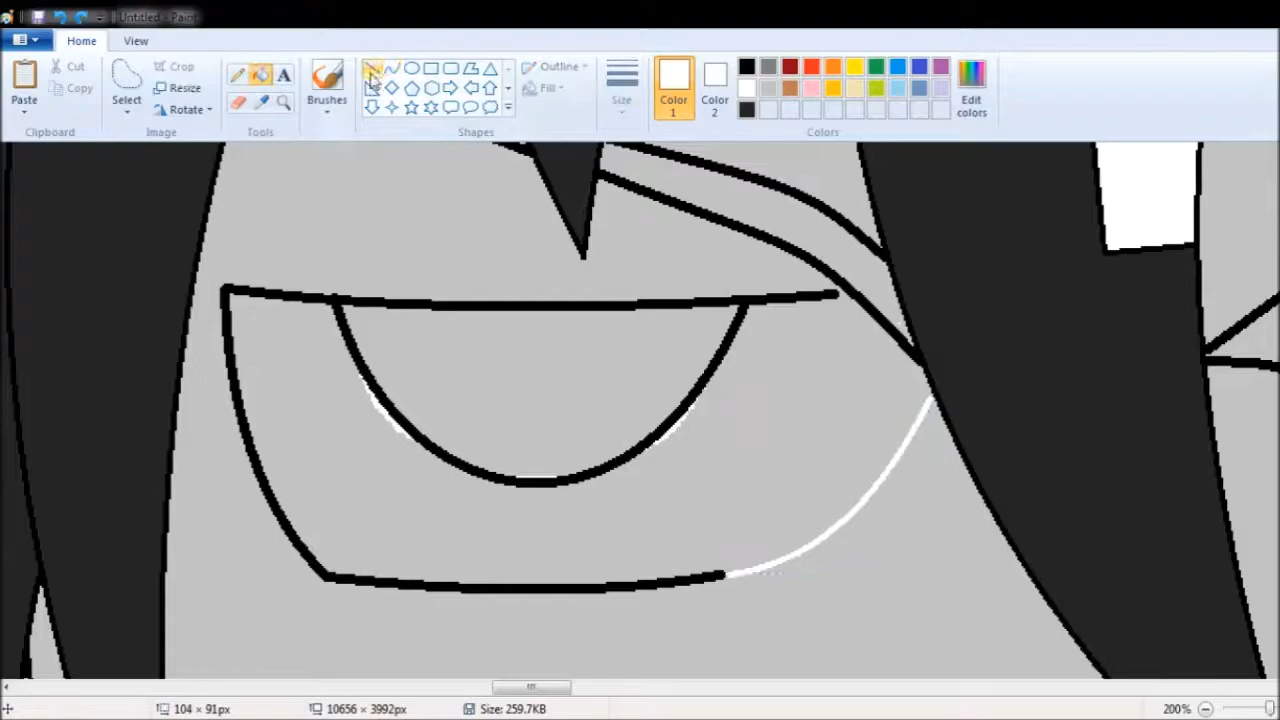 Untitled - Paint
Home View
Paste
Cut
Copy
Clipboard
Select
Crop
Resize
Rotate
Image
A
Tools
Brushes
Outline
Fill
Shapes
Size
Color 1
Color 2
Edit colors
Colors
104 × 91px
10656 × 3992px
Size: 259.7KB
200%